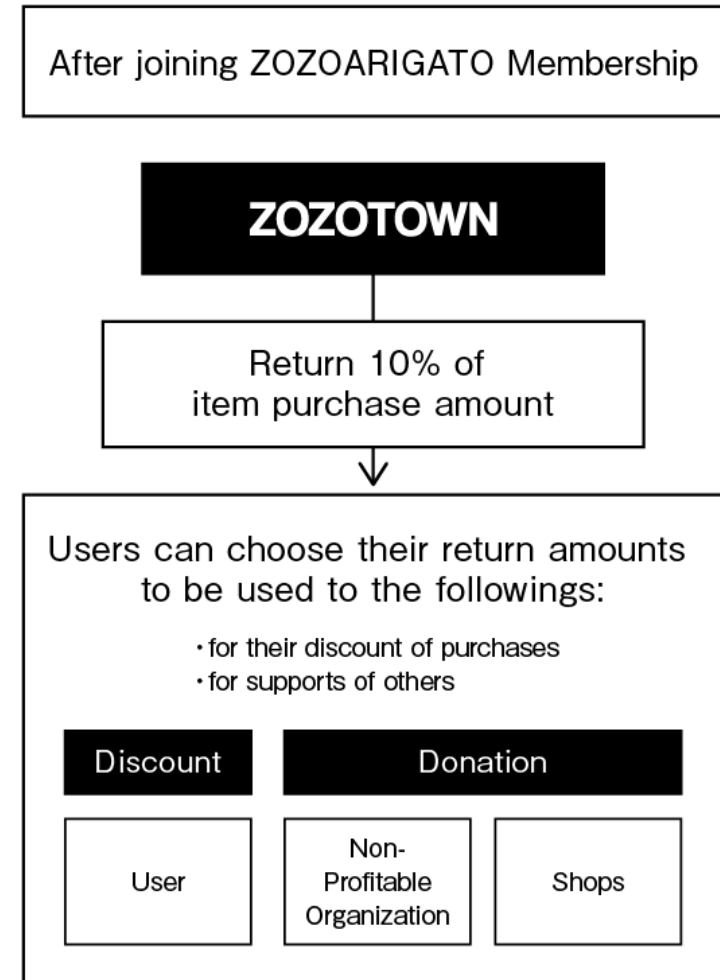 After joining ZOZOARIGATO Membership
ZOZOTOWN
Return 10% of
item purchase amount
Users can choose their return amounts
to be used to the followings:
・for their discount of purchases
・for supports of others
Discount
Donation
User
Non-
Profitable
Organization
Shops